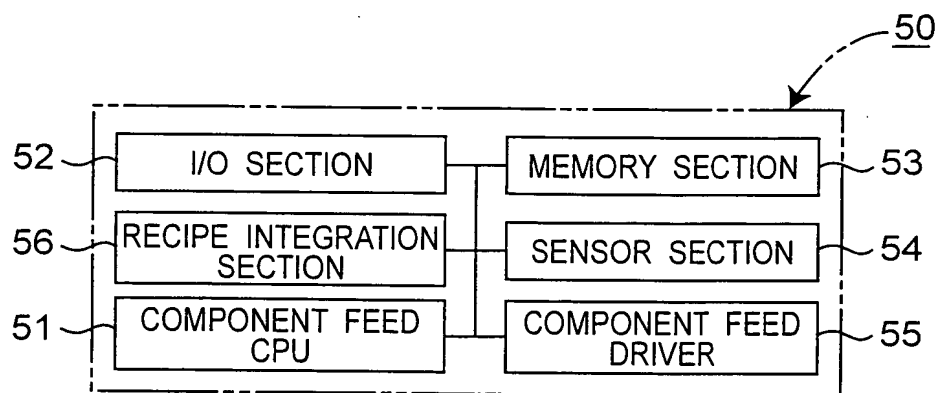 50
52 I/O SECTION MEMORY SECTION 53
56 RECIPE INTEGRATION SECTION SENSOR SECTION 54
51 COMPONENT FEED CPU COMPONENT FEED DRIVER 55